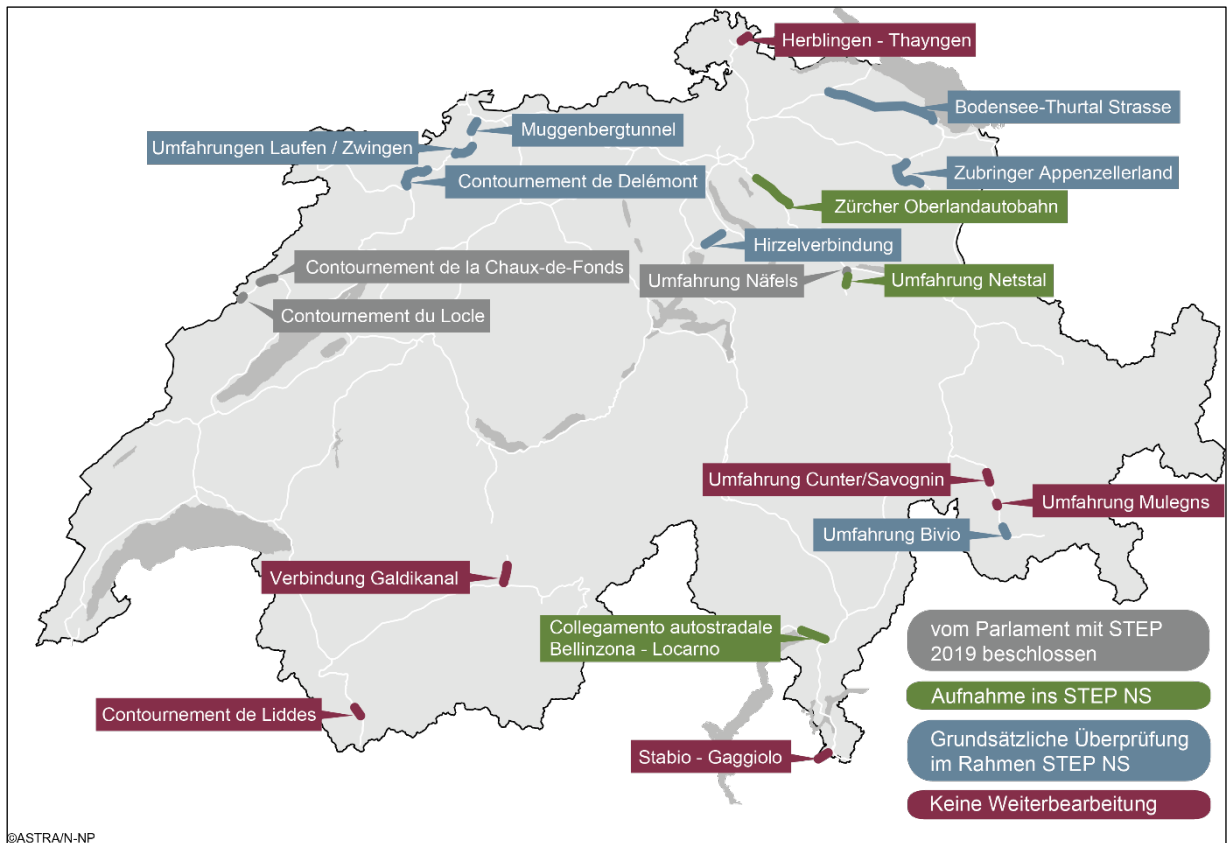 Herblingen - Thayngen
Bodensee-Thurtal Strasse
Muggenbergtunnel
Umfahrungen Laufen / Zwingen
Zubringer Appenzellerland
Contournement de Delémont
Zürcher Oberlandautobahn
Hirzelverbindung
Contournement de la Chaux-de-Fonds
Umfahrung Näfels
Umfahrung Netstal
Contournement du Locle
Umfahrung Cunter/Savognin
Umfahrung Mulegns
Umfahrung Bivio
Verbindung Galdikanal
Collegamento autostradale
Bellinzona - Locarno
Contournement de Liddes
Stabio - Gaggiolo
vom Parlament mit STEP
2019 beschlossen
Aufnahme ins STEP NS
Grundsätzliche Überprüfung
im Rahmen STEP NS
Keine Weiterbearbeitung
©ASTRA/N-NP